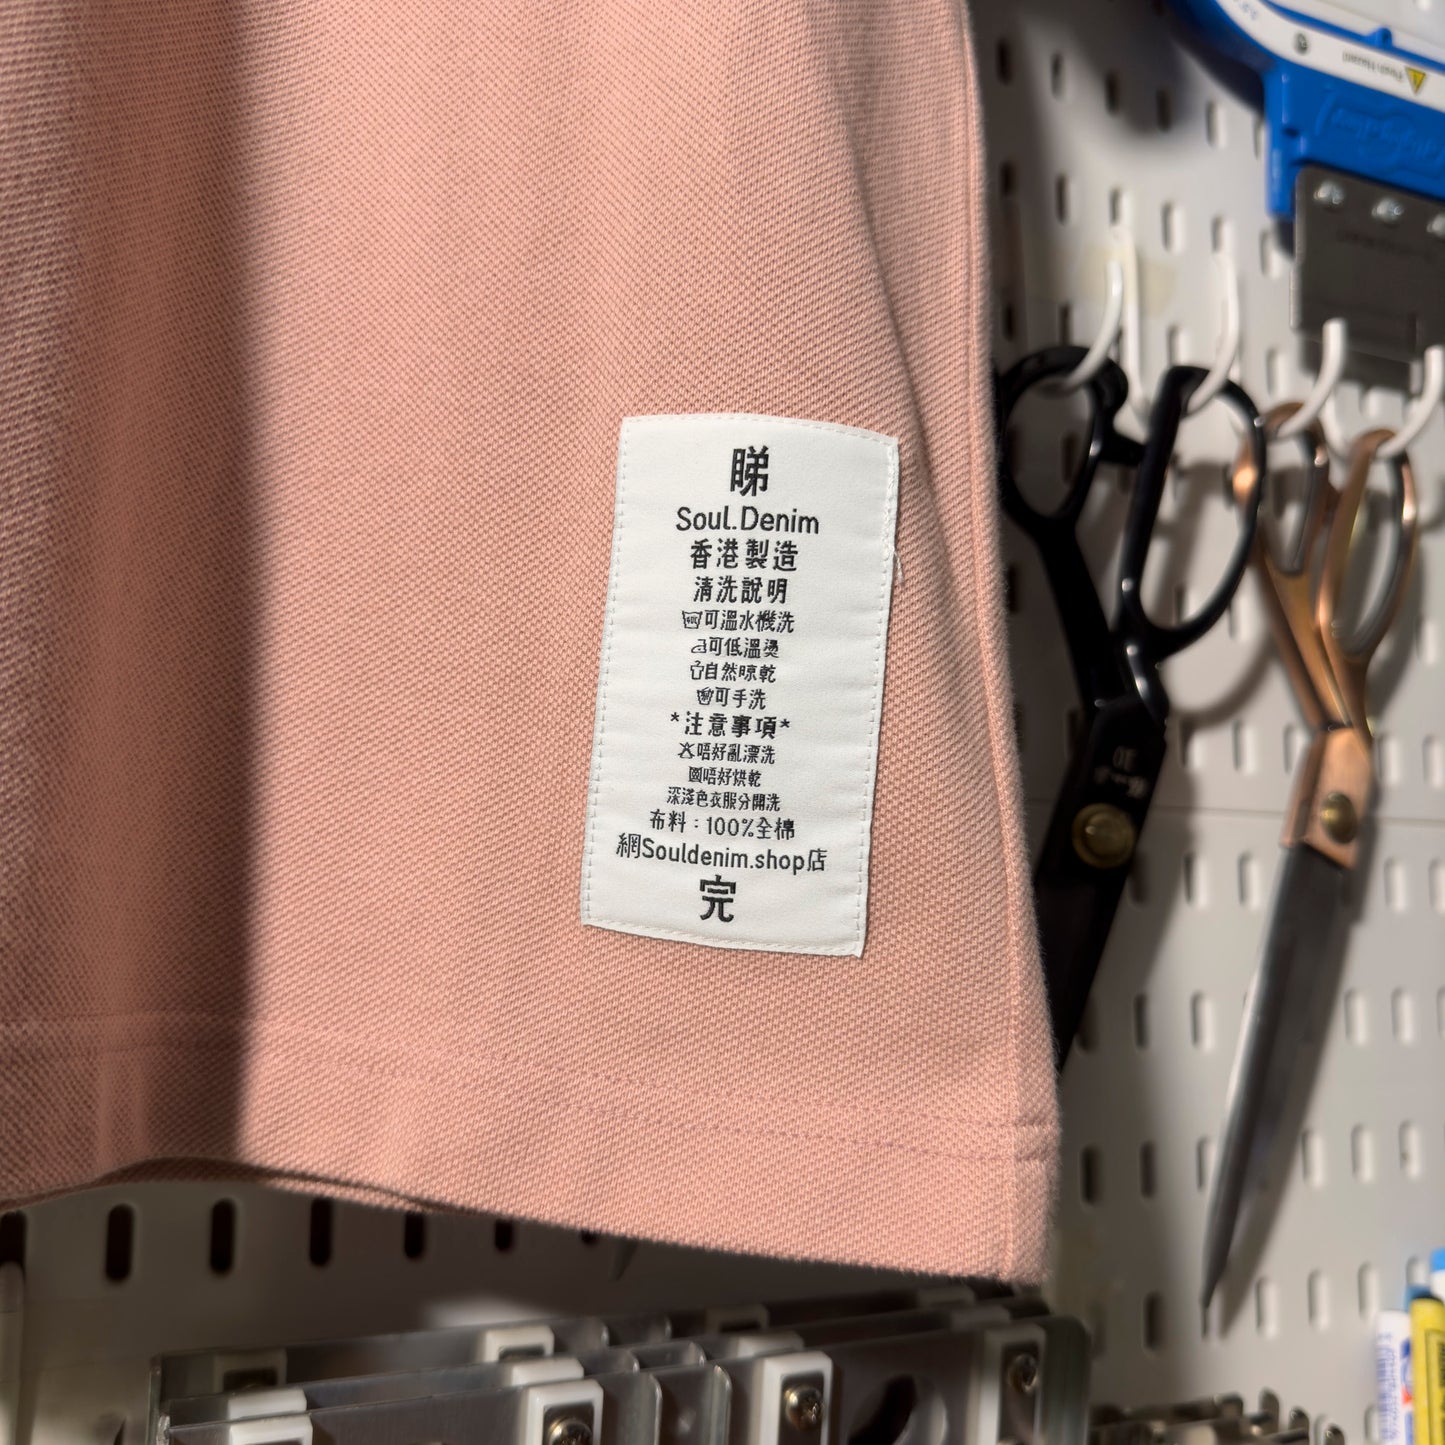 睇
Soul.Denim
香港製造
清洗說明
可溫水機洗
可低溫燙
自然晾乾
可手洗
*注意事項*
唔好亂漂洗
唔好烘乾
深淺色衣服分開洗
布料：100%全棉
網Souldenim.shop店
完